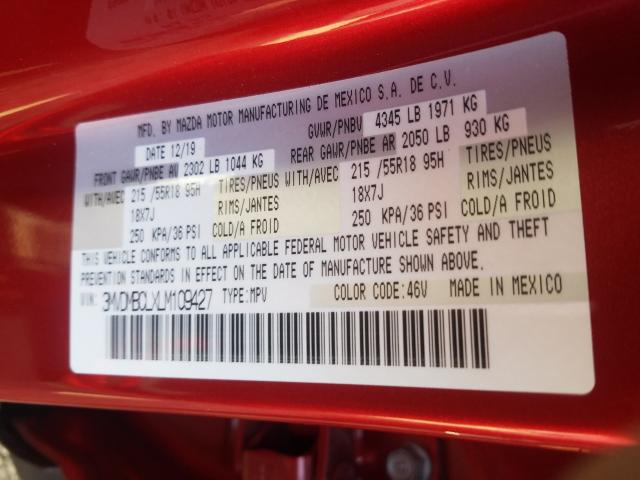 MFD. BY MAZDA MOTOR MANUFACTURING DE MEXICO S.A. DE C.V.
DATE 12/19 GVWR/PNBV 4345 LB 1971 KG
FRONT GAWR/PNBE AV 2302 LB 1044 KG REAR GAWR/PNBE AR 2050 LB 930 KG
WITH/AVEC 215 /55R18 95H TIRES/PNEUS WITH/AVEC 215 /55R18 95H TIRES/PNEUS
18X7J RIMS/JANTES 18X7J RIMS/JANTES
250 KPA/36 PSI COLD/A FROID 250 KPA/36 PSI COLD/A FROID
THIS VEHICLE CONFORMS TO ALL APPLICABLE FEDERAL MOTOR VEHICLE SAFETY AND THEFT
PREVENTION STANDARDS IN EFFECT ON THE DATE OF MANUFACTURE SHOWN ABOVE.
VIN: 3MVDMBCLXLM109427 TYPE:MPV COLOR CODE:46V MADE IN MEXICO